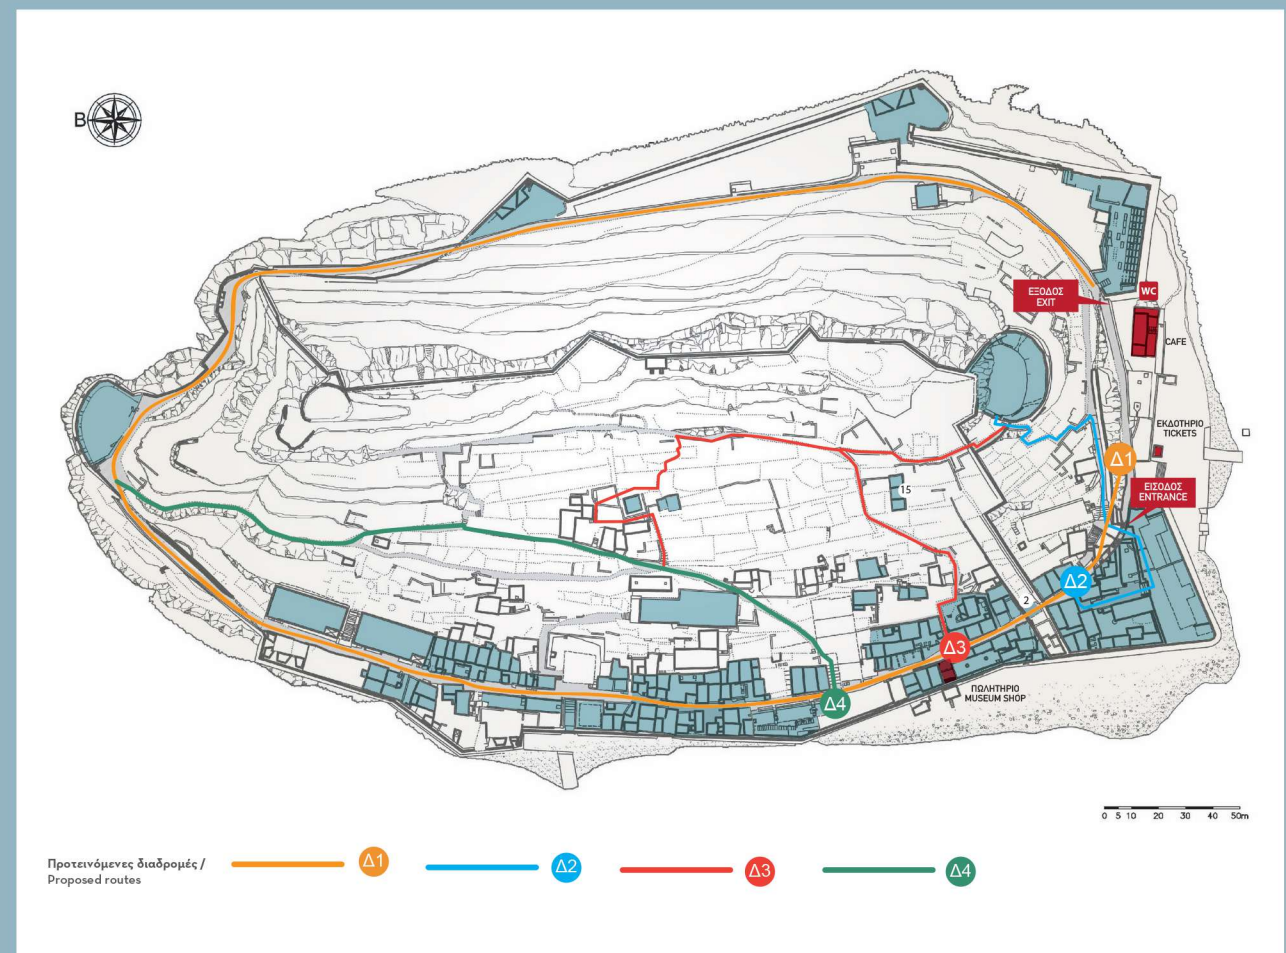 Β
ΕΞΟΔΟΣ
EXIT
WC
CAFE
ΕΚΔΟΤΗΡΙΟ
TICKETS
Δ1
ΕΙΣΟΔΟΣ
ENTRANCE
15
Δ2
2
Δ3
ΠΩΛΗΤΗΡΙΟ
MUSEUM SHOP
Δ4
0 5 10 20 30 40 50m
Προτεινόμενες διαδρομές /
Proposed routes
Δ1
Δ2
Δ3
Δ4